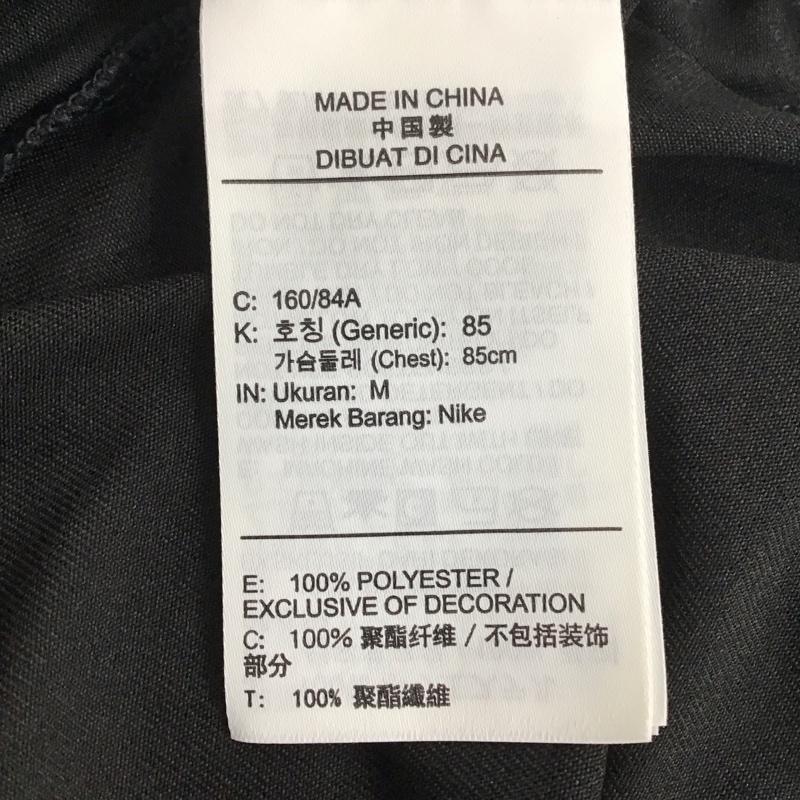 MADE IN CHINA
中国製
DIBUAT DI CINA
C: 160/84A
K: 호칭 (Generic): 85
가슴둘레 (Chest): 85cm
IN: Ukuran: M
Merek Barang: Nike
E: 100% POLYESTER /
EXCLUSIVE OF DECORATION
C: 100% 聚酯纤维 / 不包括装饰
部分
T: 100% 聚酯纖維